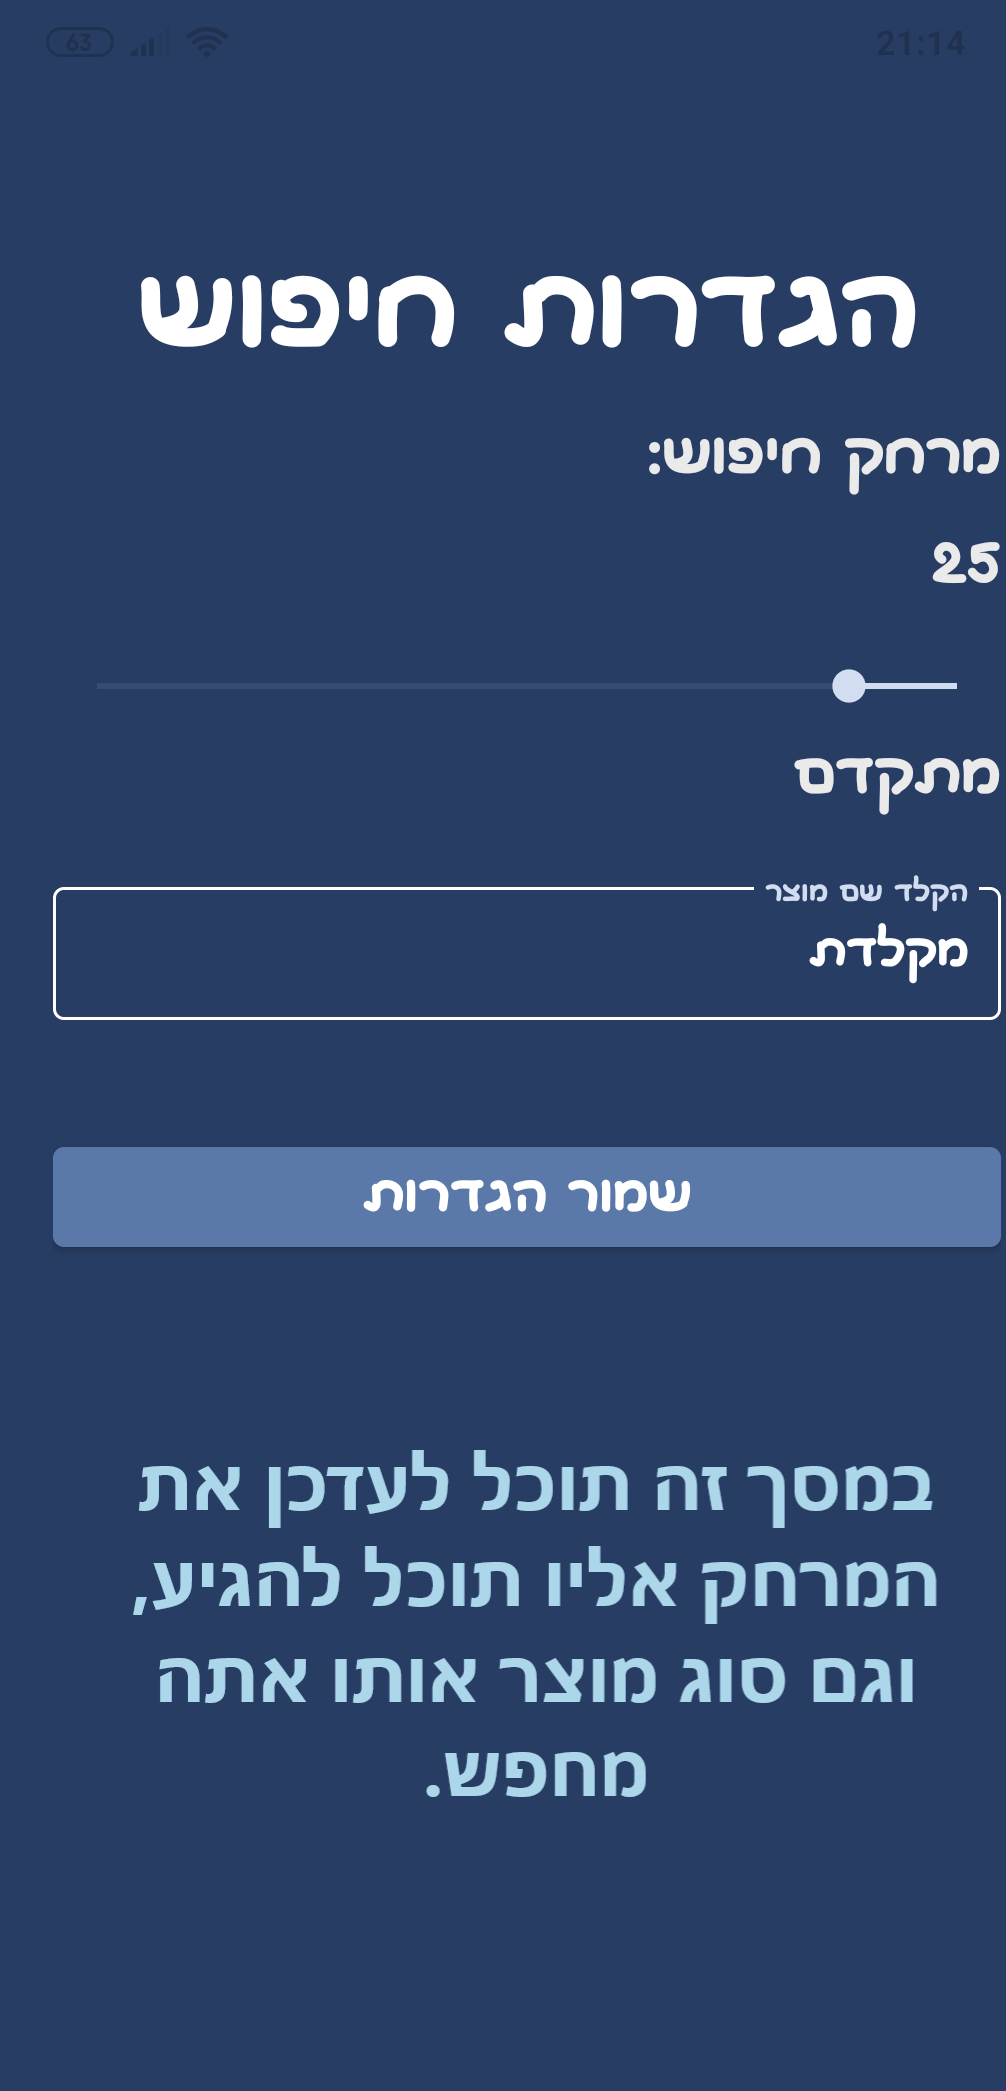 63
21:14
הגדרות חיפוש
מרחק חיפוש:
25
מתקדם
הקלד שם מוצר
מקלדת
שמור הגדרות
במסך זה תוכל לעדכן את
המרחק אליו תוכל להגיע,
וגם סוג מוצר אותו אתה
מחפש.